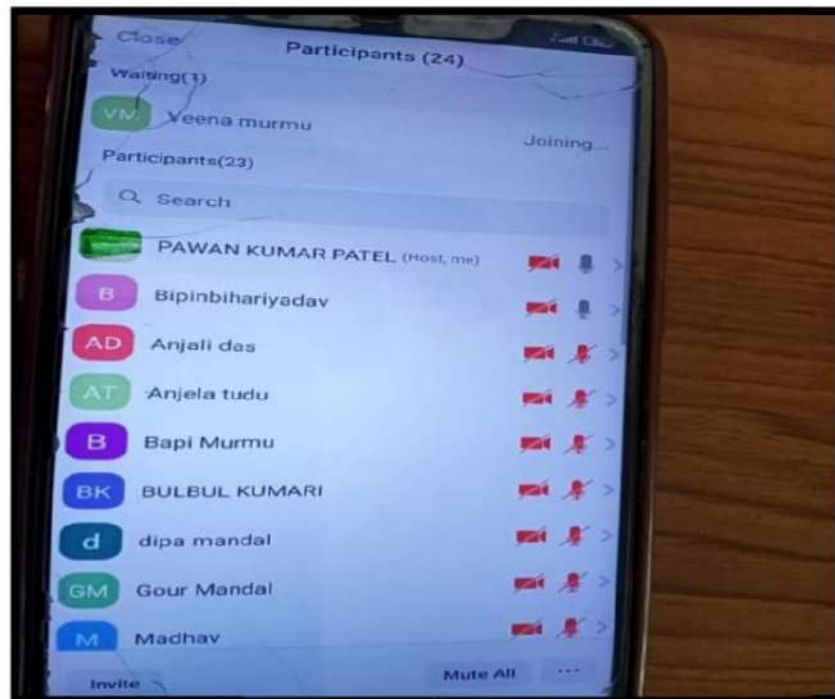 Close
Participants (24)
Waiting(1)
VM Veena murmu
Joining...
Participants(23)
Search
PAWAN KUMAR PATEL (Host, me)
B Bipinbihariyadav
AD Anjali das
AT Anjela tudu
B Bapi Murmu
BK BULBUL KUMARI
d dipa mandal
GM Gour Mandal
M Madhav
Invite
Mute All ...